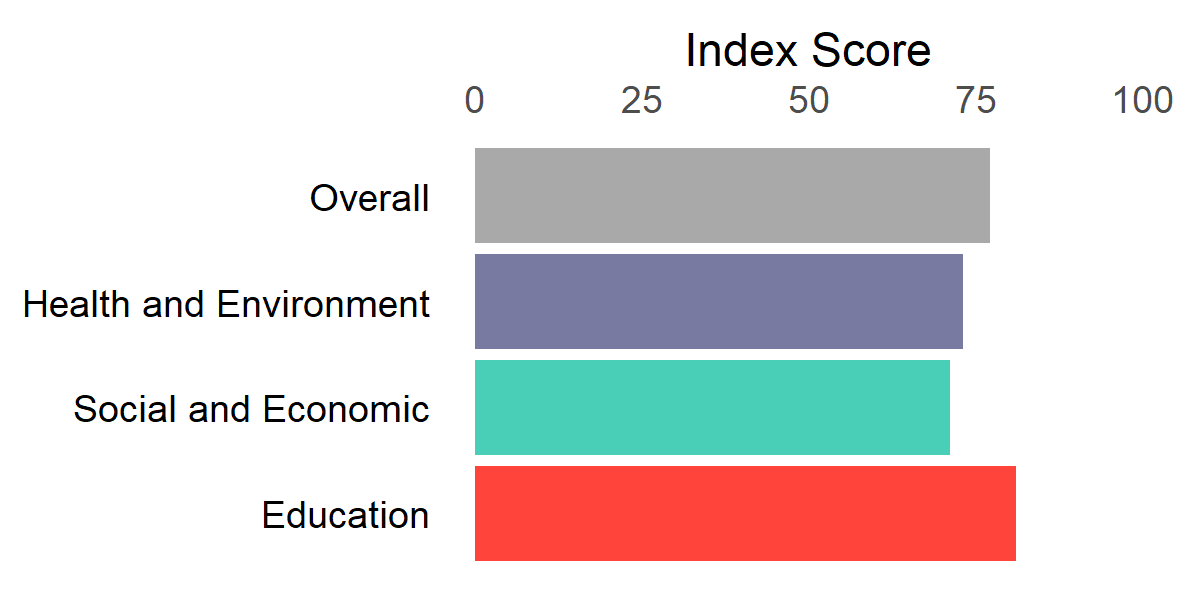 Index Score
0 25 50 75 100
Overall
Health and Environment
Social and Economic
Education